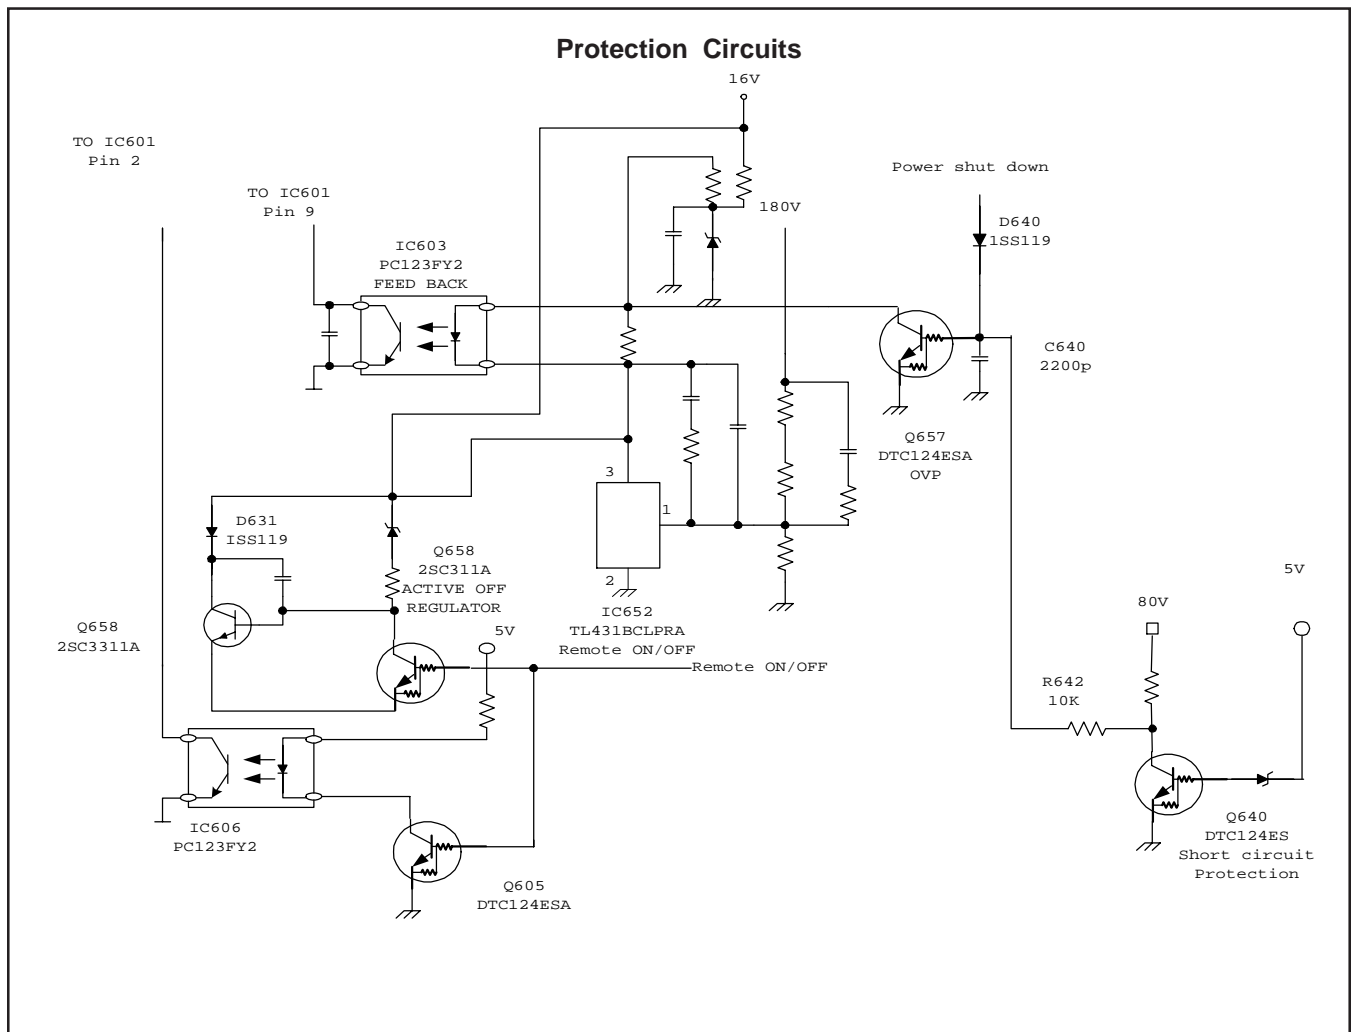 Protection Circuits
16V
TO IC601
Pin 2
Power shut down
TO IC601
Pin 9
180V
D640
1SS119
IC603
PC123FY2
FEED BACK
C640
2200p
Q657
DTC124ESA
OVP
3
1
2
D631
ISS119
Q658
2SC311A
ACTIVE OFF
REGULATOR
IC652
TL431BCLPRA
Remote ON/OFF
5V
80V
Q658
2SC3311A
5V
Remote ON/OFF
R642
10K
IC606
PC123FY2
Q640
DTC124ES
Short circuit
Protection
Q605
DTC124ESA